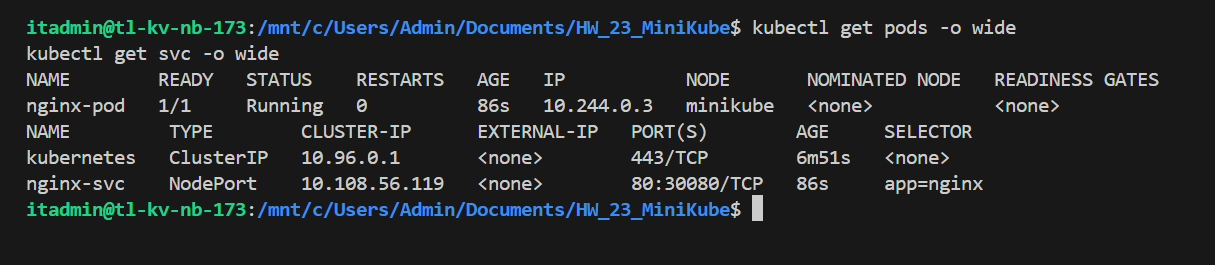 itadmin@tl-kv-nb-173:/mnt/c/Users/Admin/Documents/HW_23_MiniKube$ kubectl get pods -o wide
kubectl get svc -o wide
NAME        READY   STATUS    RESTARTS   AGE   IP           NODE       NOMINATED NODE   READINESS GATES
nginx-pod   1/1     Running   0          86s   10.244.0.3   minikube   <none>           <none>
NAME         TYPE        CLUSTER-IP      EXTERNAL-IP   PORT(S)        AGE     SELECTOR
kubernetes   ClusterIP   10.96.0.1       <none>        443/TCP        6m51s   <none>
nginx-svc    NodePort    10.108.56.119   <none>        80:30080/TCP   86s     app=nginx
itadmin@tl-kv-nb-173:/mnt/c/Users/Admin/Documents/HW_23_MiniKube$